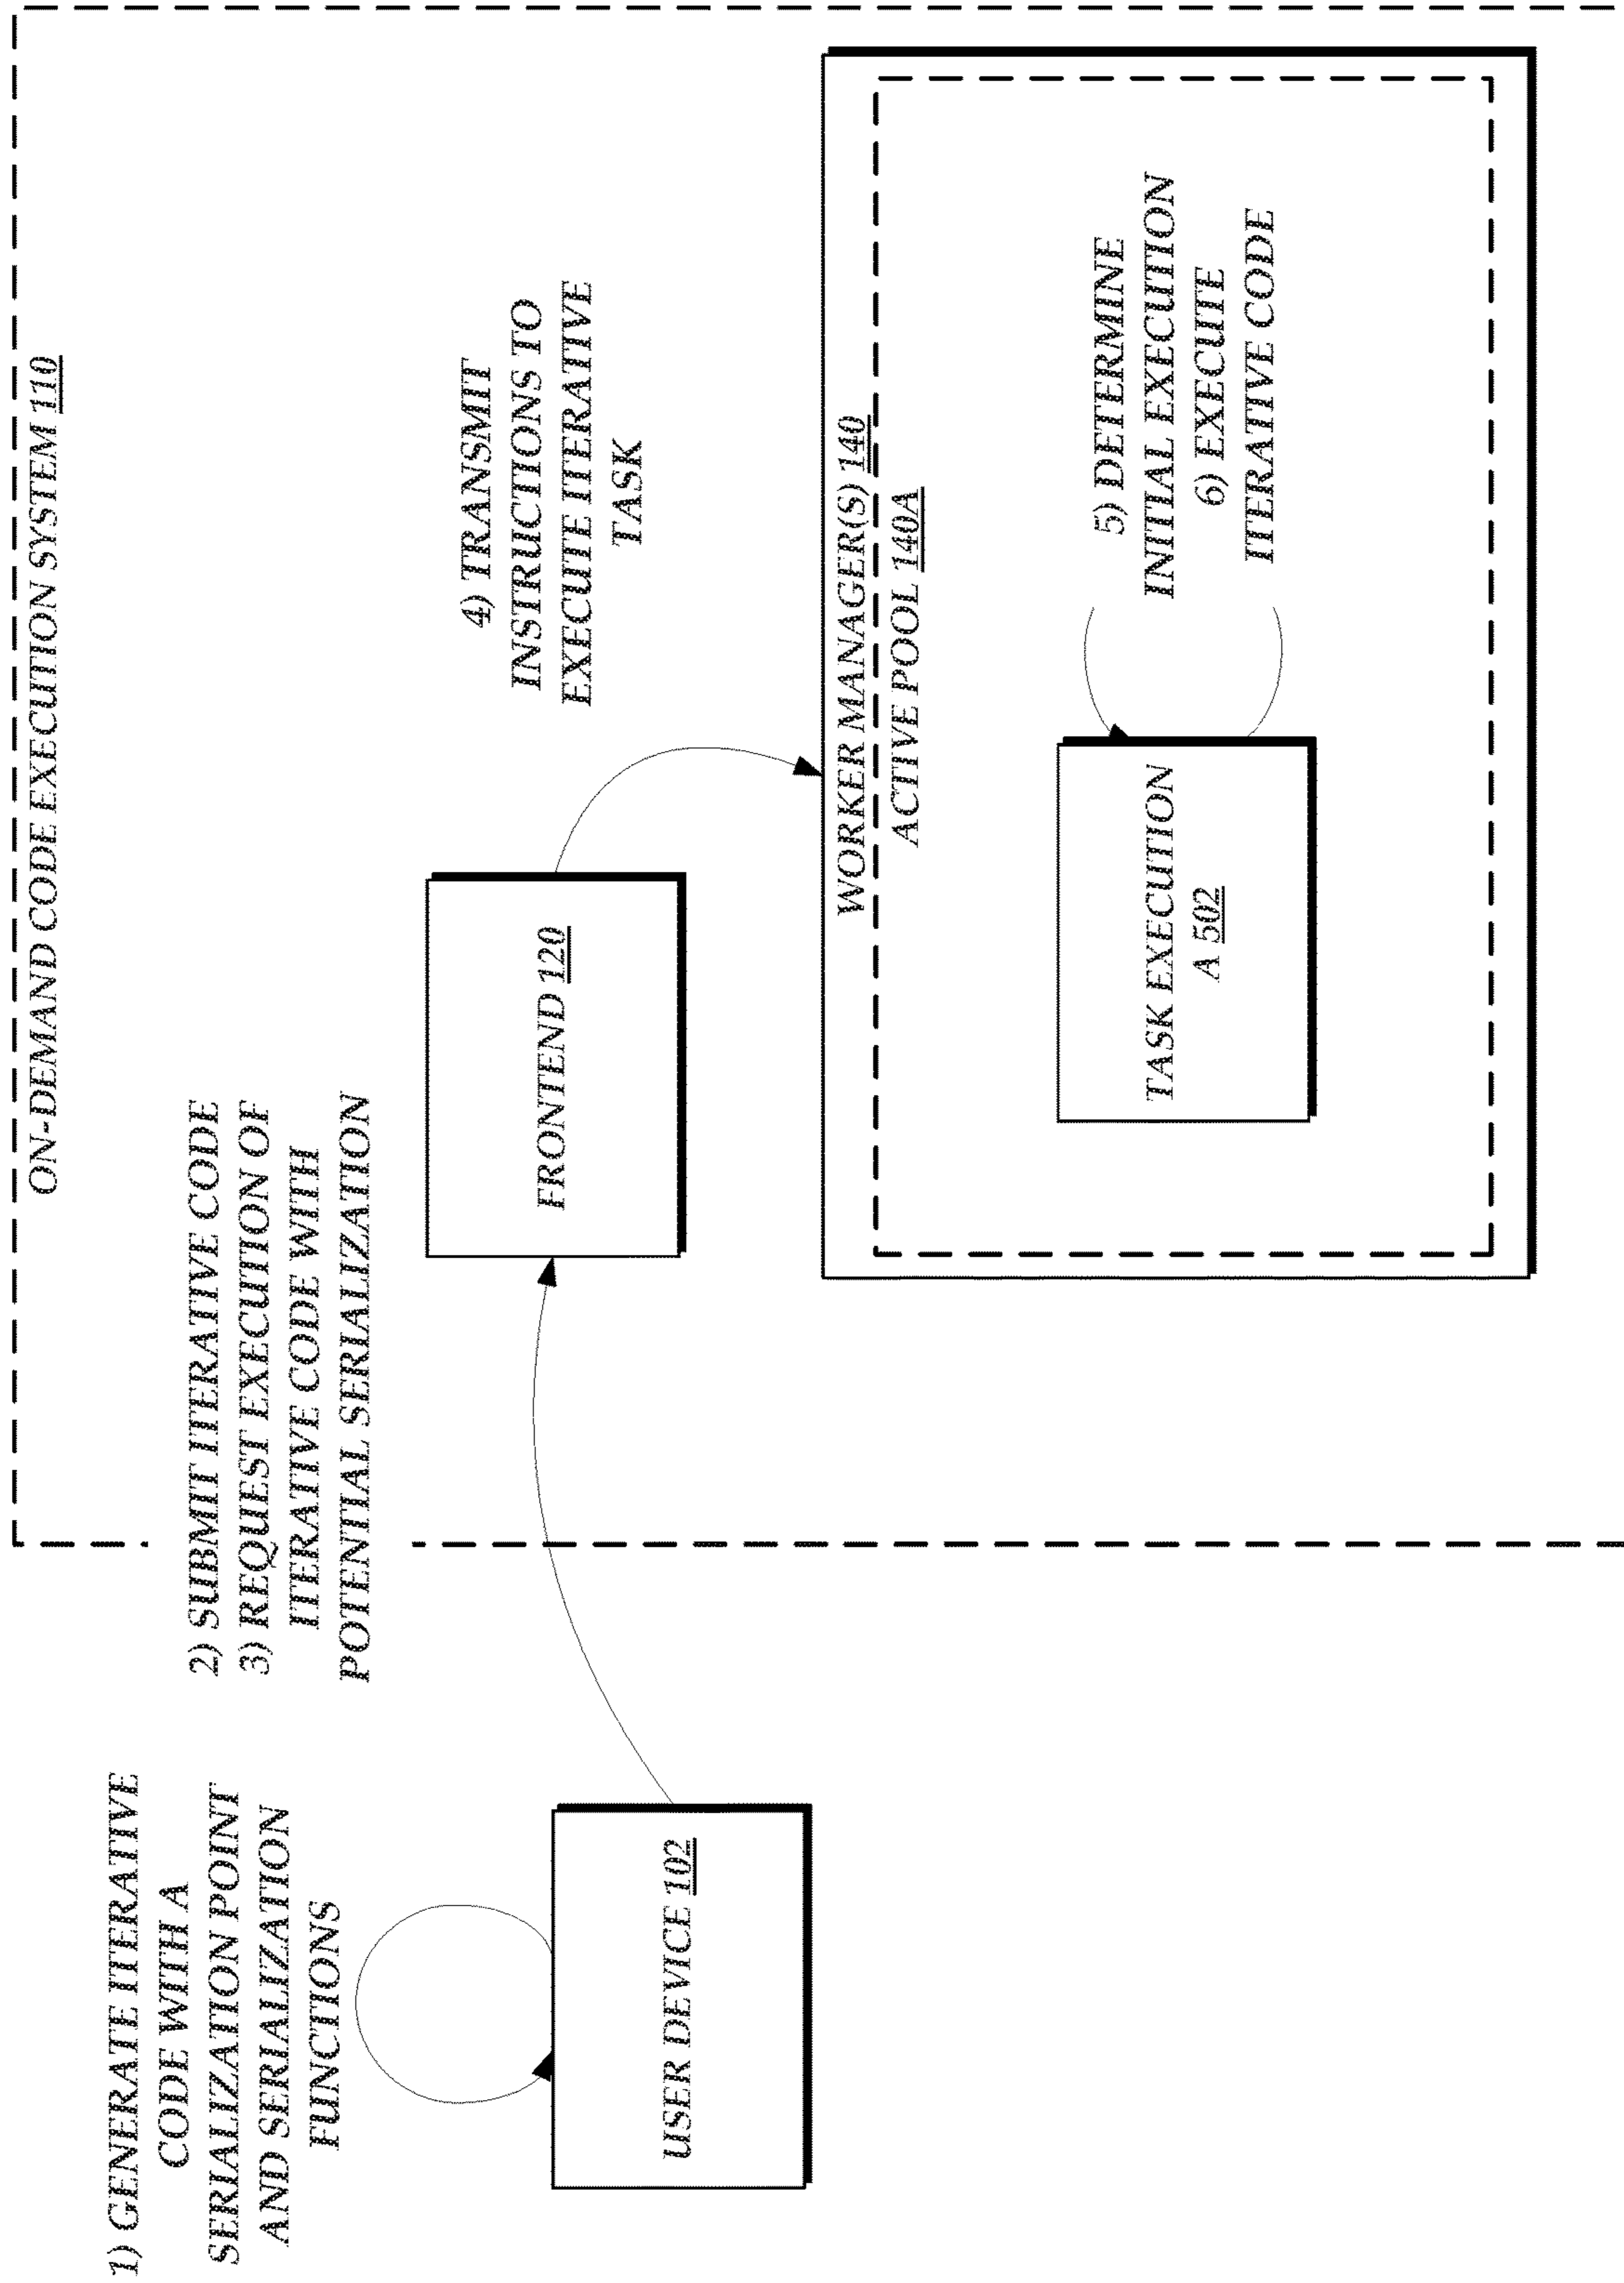 ON-DEMAND CODE EXECUTION SYSTEM 110
1) GENERATE ITERATIVE
CODE WITH A
SERIALIZATION POINT
AND SERIALIZATION
FUNCTIONS
USER DEVICE 102
2) SUBMIT ITERATIVE CODE
3) REQUEST EXECUTION OF
ITERATIVE CODE WITH
POTENTIAL SERIALIZATION
FRONTEND 120
4) TRANSMIT
INSTRUCTIONS TO
EXECUTE ITERATIVE
TASK
WORKER MANAGER(S) 140
ACTIVE POOL 140A
TASK EXECUTION
A 502
5) DETERMINE
INITIAL EXECUTION
6) EXECUTE
ITERATIVE CODE